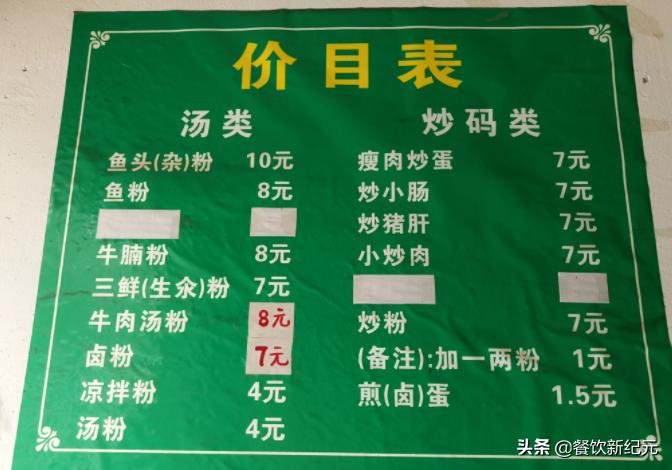 价目表
汤类 炒码类
鱼头(杂)粉 10元 瘦肉炒蛋 7元
鱼粉 8元 炒小肠 7元
炒猪肝 7元
牛腩粉 8元 小炒肉 7元
三鲜(生氽)粉 7元
牛肉汤粉 8元 炒粉 7元
卤粉 7元 (备注):加一两粉 1元
凉拌粉 4元 煎(卤)蛋 1.5元
汤粉 4元
头条 @餐饮新纪元